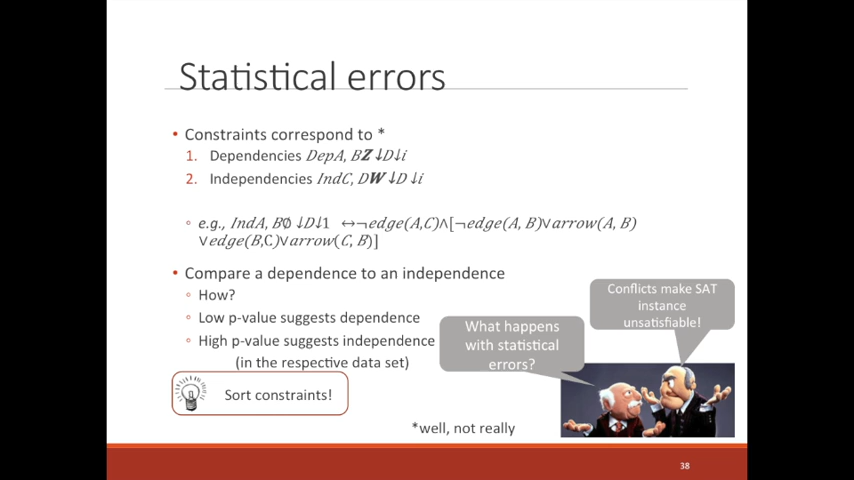 Statistical errors
• Constraints correspond to *
1. Dependencies DepA, BZ↓D↓i
2. Independencies IndC, DW↓D↓i
◦ e.g., IndA, B∅ ↓D↓1 ↔¬edge(A,C)∧[¬edge(A, B)∨arrow(A, B)
∨edge(B,C)∨arrow(C, B)]
• Compare a dependence to an independence
◦ How?
◦ Low p-value suggests dependence
◦ High p-value suggests independence
(in the respective data set)
Sort constraints!
What happens
with statistical
errors?
Conflicts make SAT
instance
unsatisfiable!
*well, not really
38